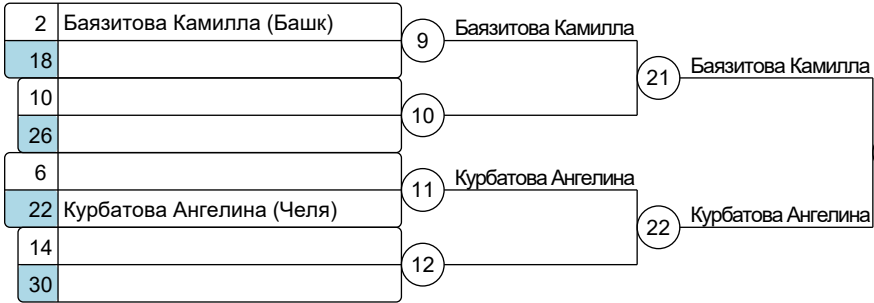 2 Баязитова Камилла (Башк)
9 Баязитова Камилла
18
21 Баязитова Камилла
10
10
26
6
11 Курбатова Ангелина
22 Курбатова Ангелина (Челя)
22 Курбатова Ангелина
14
12
30